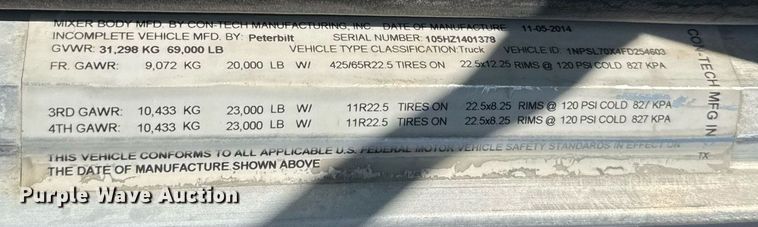 MIXER BODY MFD. BY CON-TECH MANUFACTURING, INC. DATE OF MANUFACTURE 11-05-2014
INCOMPLETE VEHICLE MFD. BY: Peterbilt SERIAL NUMBER: 105HZ1401378
GVWR: 31,298 KG 69,000 LB VEHICLE TYPE CLASSIFICATION:Truck VEHICLE ID: 1NPSL70X4FD254603
FR. GAWR: 9,072 KG 20,000 LB W/ 425/65R22.5 TIRES ON 22.5x12.25 RIMS @ 120 PSI COLD 827 KPA
3RD GAWR: 10,433 KG 23,000 LB W/ 11R22.5 TIRES ON 22.5x8.25 RIMS @ 120 PSI COLD 827 KPA
4TH GAWR: 10,433 KG 23,000 LB W/ 11R22.5 TIRES ON 22.5x8.25 RIMS @ 120 PSI COLD 827 KPA
THIS VEHICLE CONFORMS TO ALL APPLICABLE U.S. FEDERAL MOTOR VEHICLE SAFETY STANDARDS IN EFFECT ON
THE DATE OF MANUFACTURE SHOWN ABOVE
CON-TECH MFG IN
TX
Purple Wave Auction